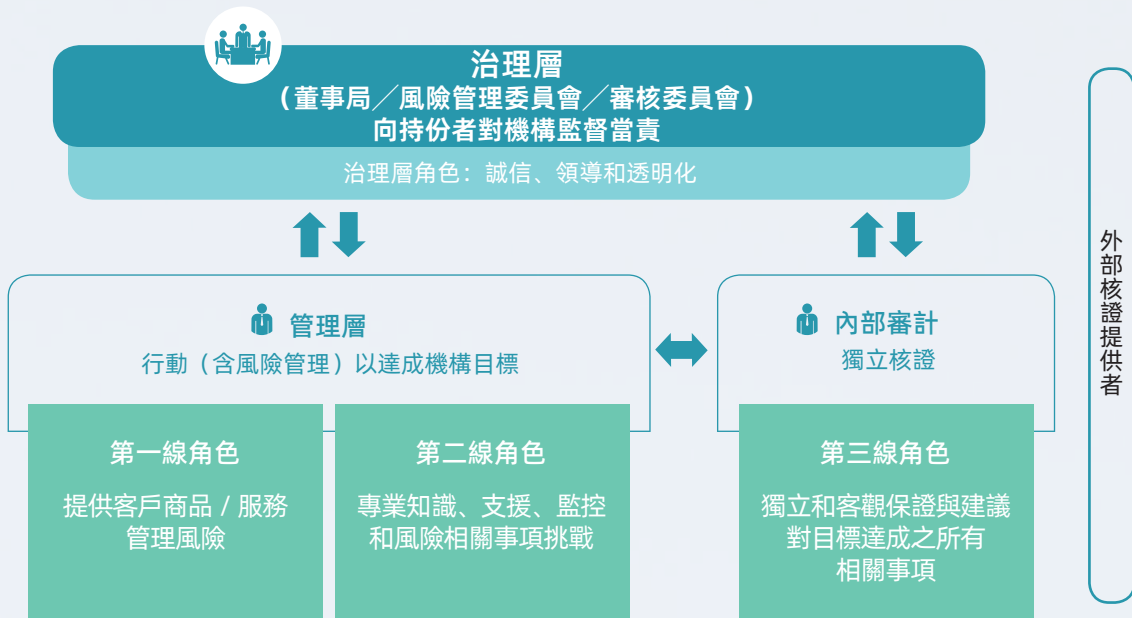 治理層
（董事局／風險管理委員會／審核委員會）
向持份者對機構監督當責
治理層角色：誠信、領導和透明化
管理層
行動（含風險管理）以達成機構目標
第一線角色
提供客戶商品 / 服務
管理風險
第二線角色
專業知識、支援、監控
和風險相關事項挑戰
內部審計
獨立核證
第三線角色
獨立和客觀保證與建議
對目標達成之所有
相關事項
外部核證提供者